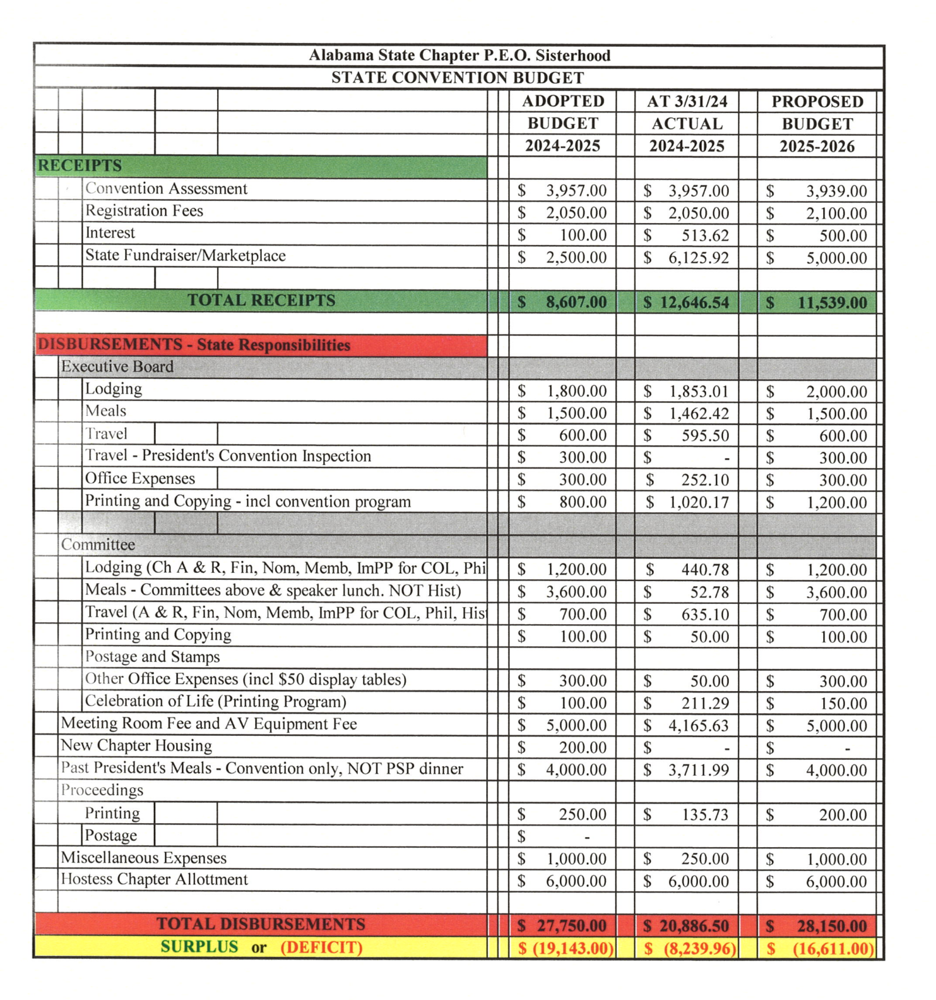 Alabama State Chapter P.E.O. Sisterhood
STATE CONVENTION BUDGET
ADOPTED AT 3/31/24 PROPOSED
BUDGET ACTUAL BUDGET
2024-2025 2024-2025 2025-2026
RECEIPTS
Convention Assessment $ 3,957.00 $ 3,957.00 $ 3,939.00
Registration Fees $ 2,050.00 $ 2,050.00 $ 2,100.00
Interest $ 100.00 $ 513.62 $ 500.00
State Fundraiser/Marketplace $ 2,500.00 $ 6,125.92 $ 5,000.00
TOTAL RECEIPTS $ 8,607.00 $ 12,646.54 $ 11,539.00
DISBURSEMENTS - State Responsibilities
Executive Board
Lodging $ 1,800.00 $ 1,853.01 $ 2,000.00
Meals $ 1,500.00 $ 1,462.42 $ 1,500.00
Travel $ 600.00 $ 595.50 $ 600.00
Travel - President's Convention Inspection $ 300.00 $ - $ 300.00
Office Expenses $ 300.00 $ 252.10 $ 300.00
Printing and Copying - incl convention program $ 800.00 $ 1,020.17 $ 1,200.00
Committee
Lodging (Ch A & R, Fin, Nom, Memb, ImPP for COL, Phi $ 1,200.00 $ 440.78 $ 1,200.00
Meals - Committees above & speaker lunch. NOT Hist) $ 3,600.00 $ 52.78 $ 3,600.00
Travel (A & R, Fin, Nom, Memb, ImPP for COL, Phil, Hist $ 700.00 $ 635.10 $ 700.00
Printing and Copying $ 100.00 $ 50.00 $ 100.00
Postage and Stamps
Other Office Expenses (incl $50 display tables) $ 300.00 $ 50.00 $ 300.00
Celebration of Life (Printing Program) $ 100.00 $ 211.29 $ 150.00
Meeting Room Fee and AV Equipment Fee $ 5,000.00 $ 4,165.63 $ 5,000.00
New Chapter Housing $ 200.00 $ - $ -
Past President's Meals - Convention only, NOT PSP dinner $ 4,000.00 $ 3,711.99 $ 4,000.00
Proceedings
Printing $ 250.00 $ 135.73 $ 200.00
Postage $ -
Miscellaneous Expenses $ 1,000.00 $ 250.00 $ 1,000.00
Hostess Chapter Allottment $ 6,000.00 $ 6,000.00 $ 6,000.00
TOTAL DISBURSEMENTS $ 27,750.00 $ 20,886.50 $ 28,150.00
SURPLUS or (DEFICIT) $ (19,143.00) $ (8,239.96) $ (16,611.00)